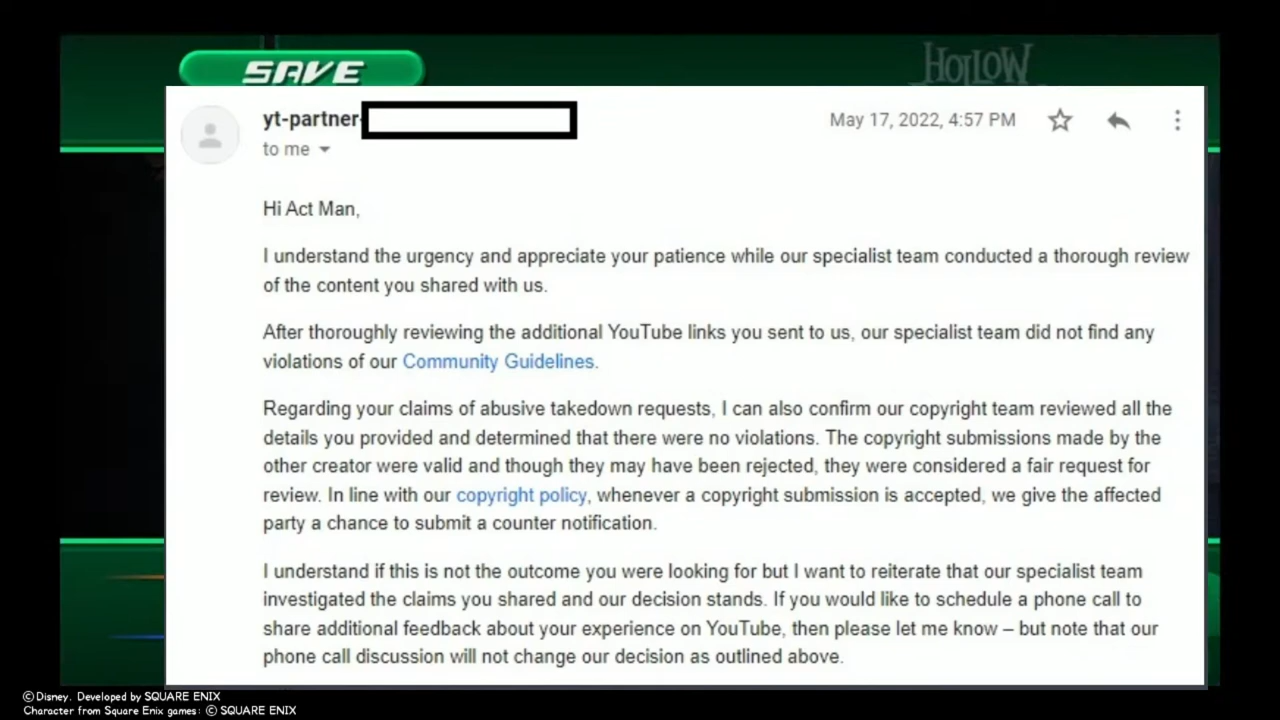 SAVE
HOLLOW
yt-partner-
May 17, 2022, 4:57 PM
to me
Hi Act Man,
I understand the urgency and appreciate your patience while our specialist team conducted a thorough review
of the content you shared with us.
After thoroughly reviewing the additional YouTube links you sent to us, our specialist team did not find any
violations of our Community Guidelines.
Regarding your claims of abusive takedown requests, I can also confirm our copyright team reviewed all the
details you provided and determined that there were no violations. The copyright submissions made by the
other creator were valid and though they may have been rejected, they were considered a fair request for
review. In line with our copyright policy, whenever a copyright submission is accepted, we give the affected
party a chance to submit a counter notification.
I understand if this is not the outcome you were looking for but I want to reiterate that our specialist team
investigated the claims you shared and our decision stands. If you would like to schedule a phone call to
share additional feedback about your experience on YouTube, then please let me know – but note that our
phone call discussion will not change our decision as outlined above.
©Disney. Developed by SQUARE ENIX
Character from Square Enix games: © SQUARE ENIX